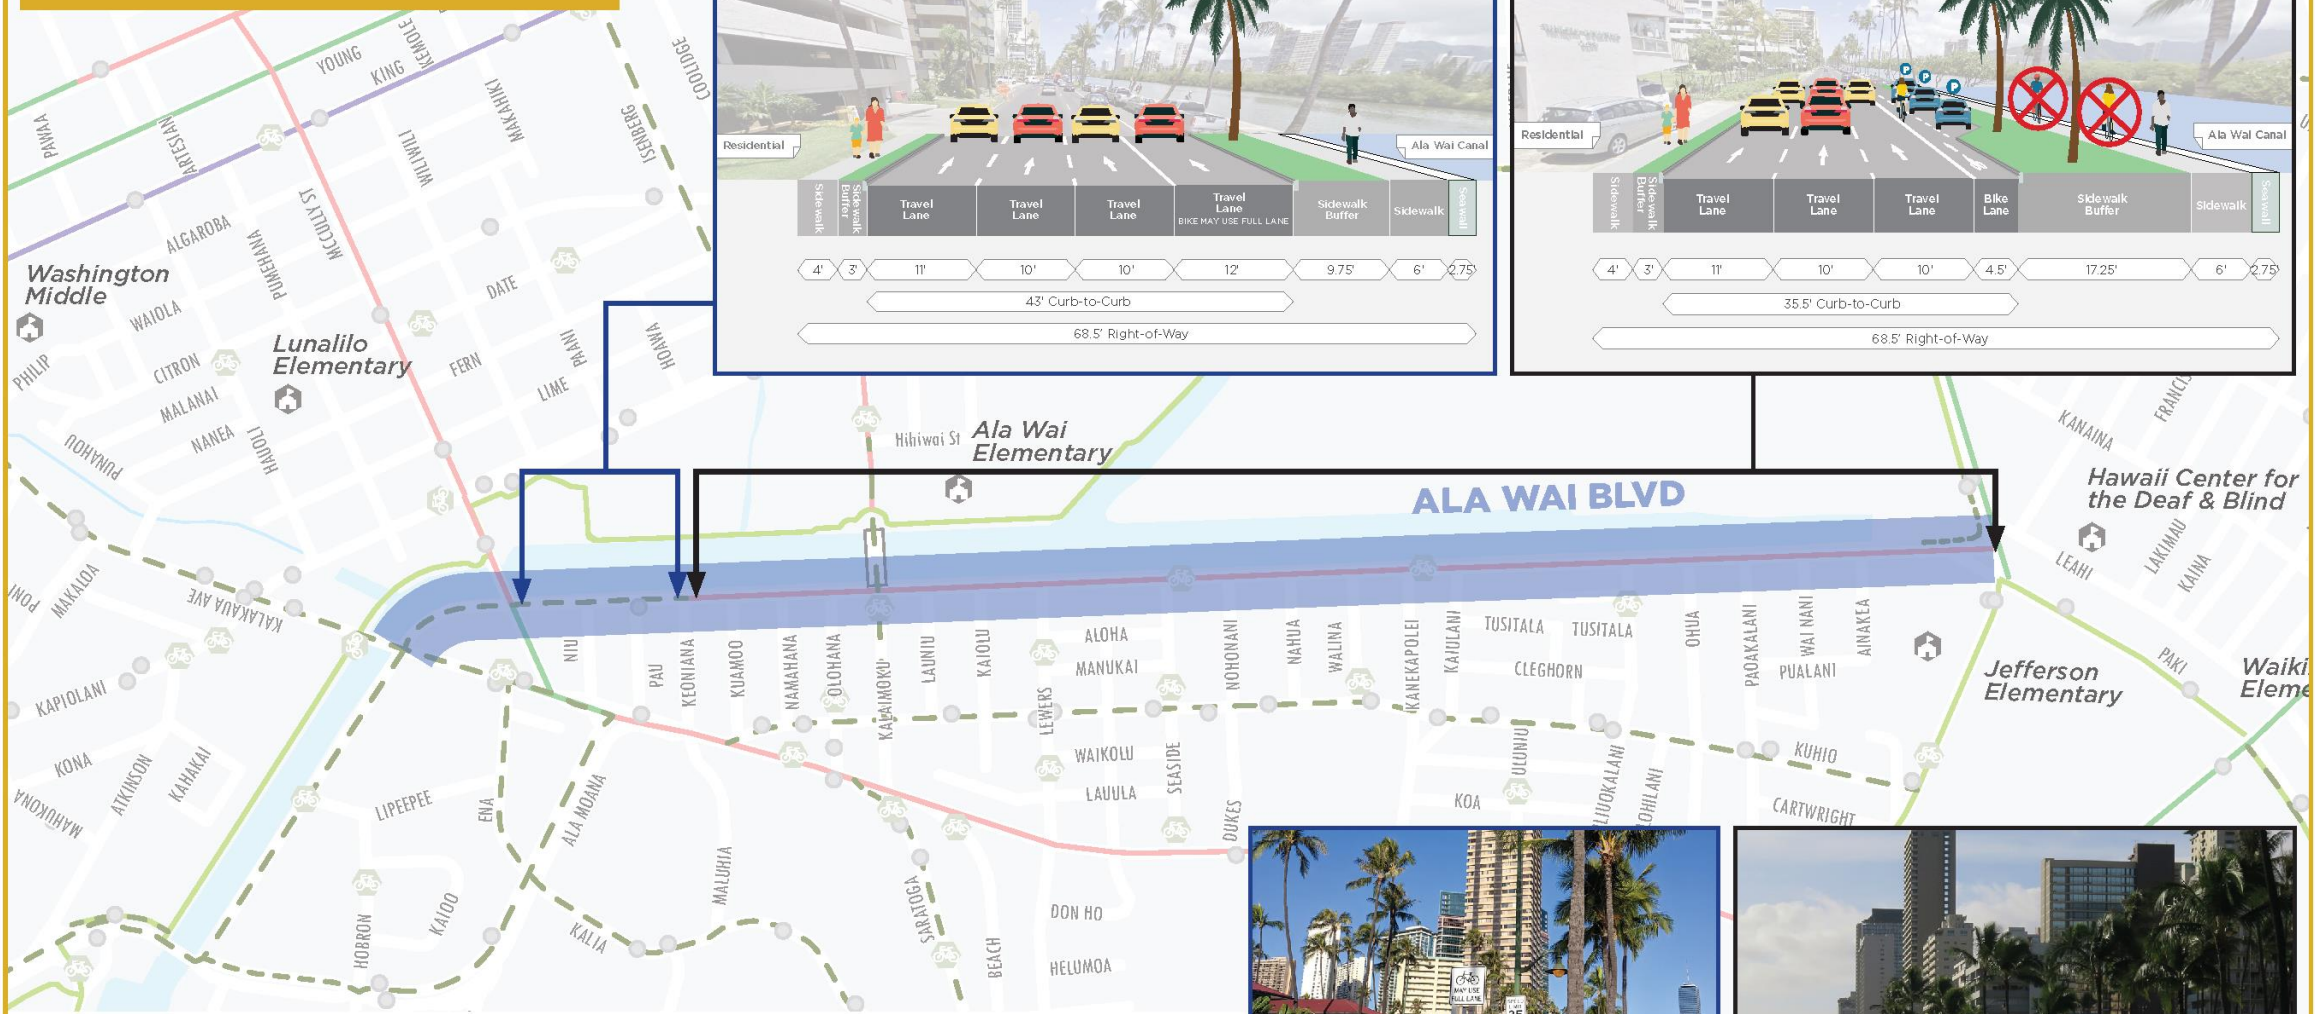 Residential
Ala Wai Canal
Sidewalk
Sidewalk
Buffer
Travel
Lane
Travel
Lane
Travel
Lane
Travel
Lane
BIKE MAY USE FULL LANE
Sidewalk
Buffer
Sidewalk
Seawall
4'
3'
11'
10'
10'
12'
9.75'
6'
2.75'
43' Curb-to-Curb
68.5' Right-of-Way
P
P
P
Residential
Ala Wai Canal
Sidewalk
Sidewalk
Buffer
Travel
Lane
Travel
Lane
Travel
Lane
Bike
Lane
Sidewalk
Buffer
Sidewalk
Seawall
4'
3'
11'
10'
10'
4.5'
17.25'
6'
2.75'
35.5' Curb-to-Curb
68.5' Right-of-Way
YOUNG
KING
KEMOLE
MAKAHIKI
COOLIDGE
ISENBERG
PAWAA
ARTESIAN
WILIWILI
MCCULLY ST
ALGAROBA
PUMEHANA
Washington
Middle
DATE
WAIOLA
Lunalilo
Elementary
PAANI
HOAWA
PHILIP
CITRON
FERN
LIME
MALANAI
NANEA
HAUOLI
PUNAHOU
Hihiwai St
Ala Wai
Elementary
ALA WAI BLVD
KANAINA
Hawaii Center for
the Deaf & Blind
LAKIMAU
KAINA
LEAHI
MAKALOA
KALAKAUA AVE
NIU
PAU
KEONIANA
KUAMOO
NAMAHANA
OLOHANA
KALAIMOKU
LAUNIU
KAIOLU
LEWERS
ALOHA
MANUKAI
NOHONANI
NAHUA
WALINA
KANEKAPOLEI
KAIULANI
TUSITALA
TUSITALA
CLEGHORN
OHUA
PAOAKALANI
WAI NANI
PUALANI
AINAKEA
Jefferson
Elementary
PAKI
KAPIOLANI
KONA
ATKINSON
KAHAKAI
MAHUKONA
LIPEEPEE
ENA
ALA MOANA
WAIKOLU
SEASIDE
LAUULA
DUKES
ULUNIU
KOA
KUHIO
CARTWRIGHT
HOBRON
KAIOO
KALIA
MALUHIA
SARATOGA
BEACH
DON HO
HELUMOA
MAY USE
FULL LANE